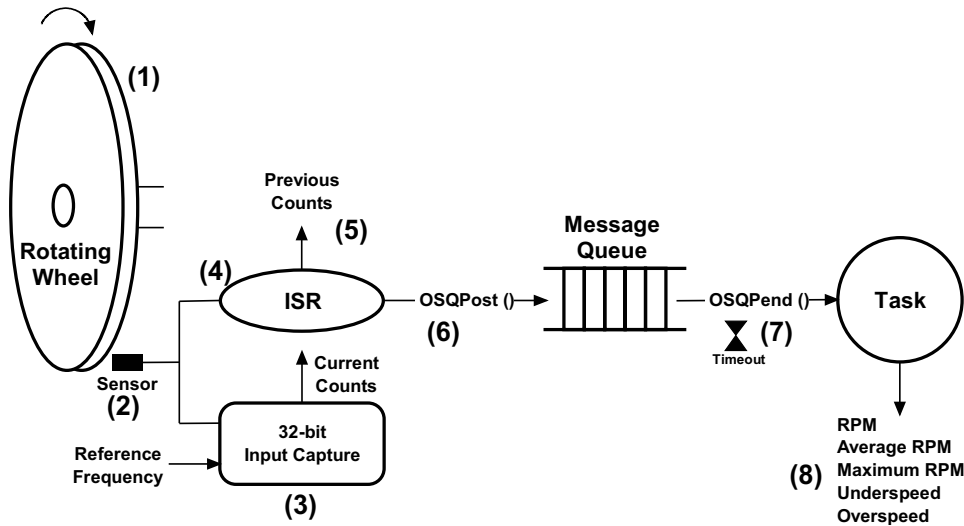 (1)
Rotating
Wheel
Sensor
(2)
Reference
Frequency
32-bit
Input Capture
(3)
Current
Counts
(4)
ISR
Previous
Counts
(5)
OSQPost ()
(6)
Message
Queue
OSQPend ()
(7)
Timeout
Task
(8)
RPM
Average RPM
Maximum RPM
Underspeed
Overspeed